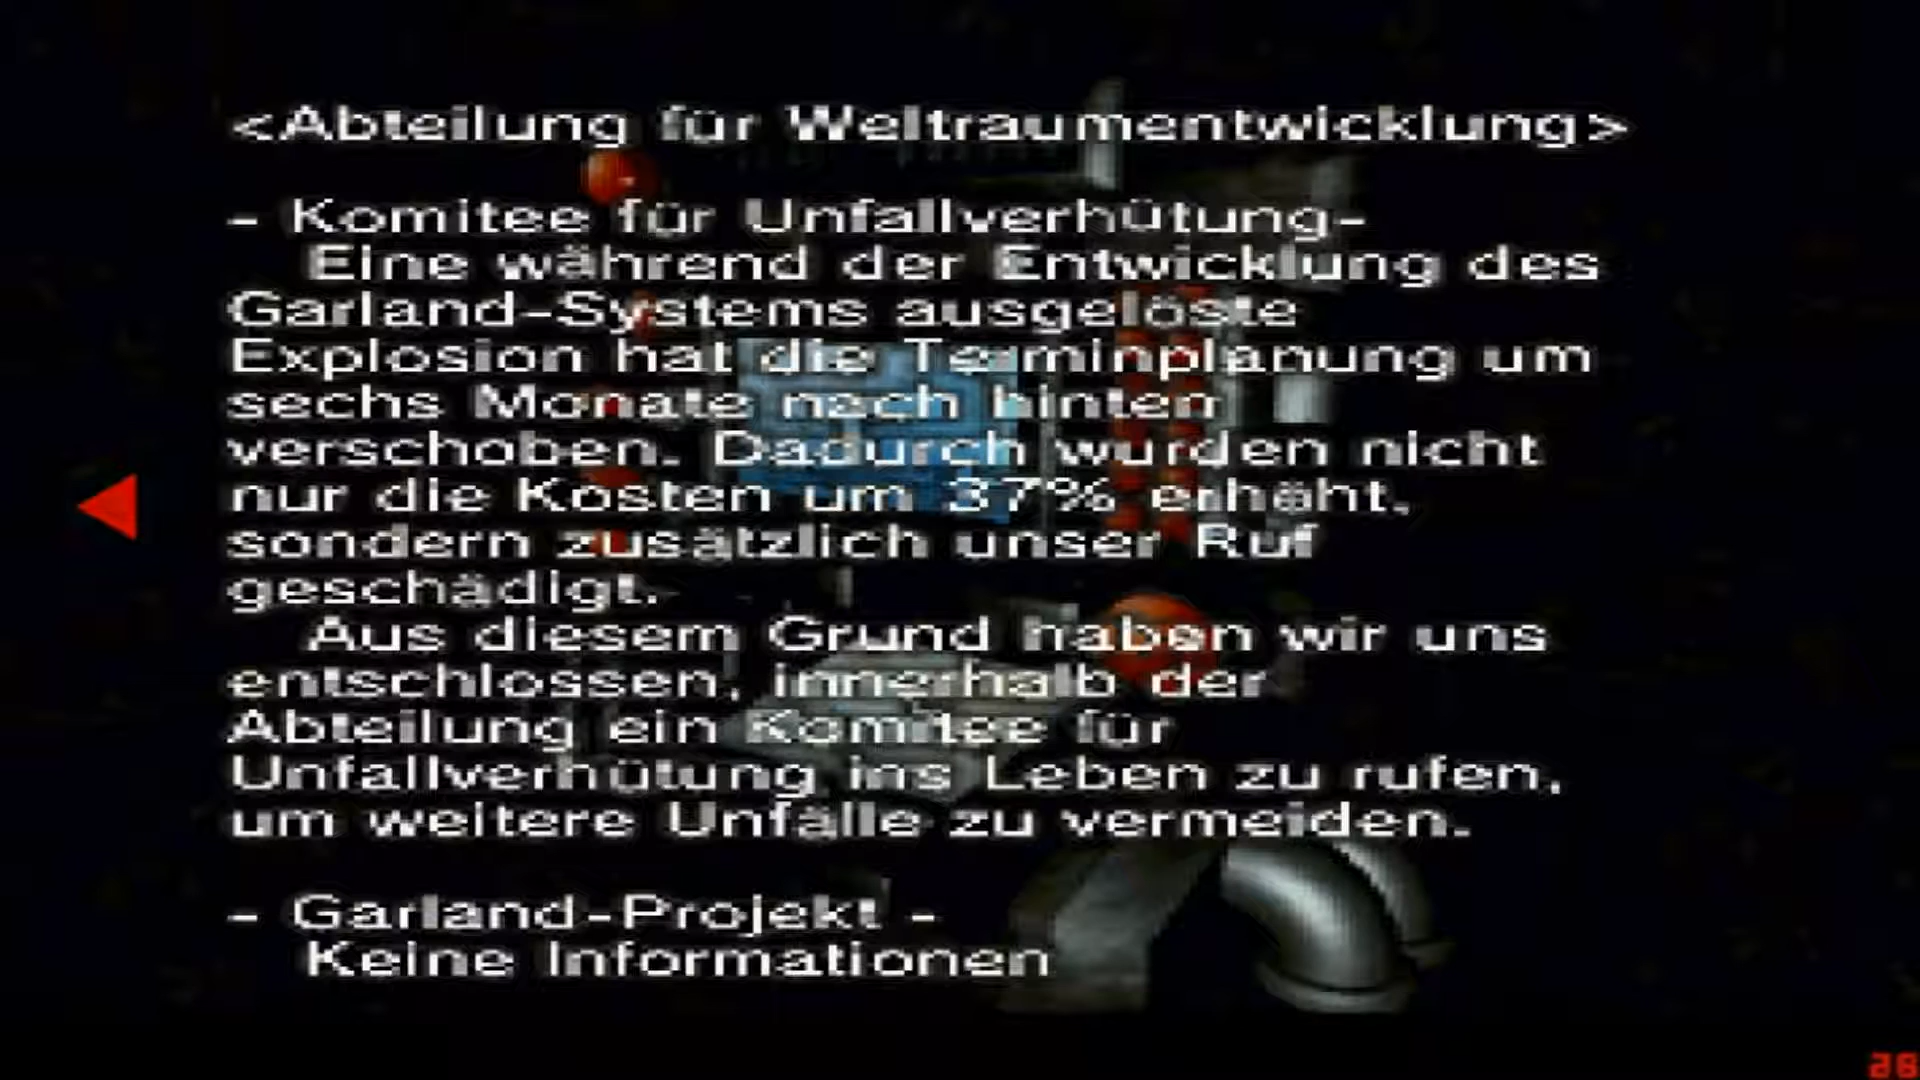 <Abteilung für Weltraumentwicklung>
- Komitee für Unfallverhütung-
Eine während der Entwicklung des
Garland-Systems ausgelöste
Explosion hat die Terminplanung um
sechs Monate nach hinten
verschoben. Dadurch wurden nicht
nur die Kosten um 37% erhöht,
sondern zusätzlich unser Ruf
geschädigt.
Aus diesem Grund haben wir uns
entschlossen, innerhalb der
Abteilung ein Komitee für
Unfallverhütung ins Leben zu rufen,
um weitere Unfälle zu vermeiden.
- Garland-Projekt -
Keine Informationen
28